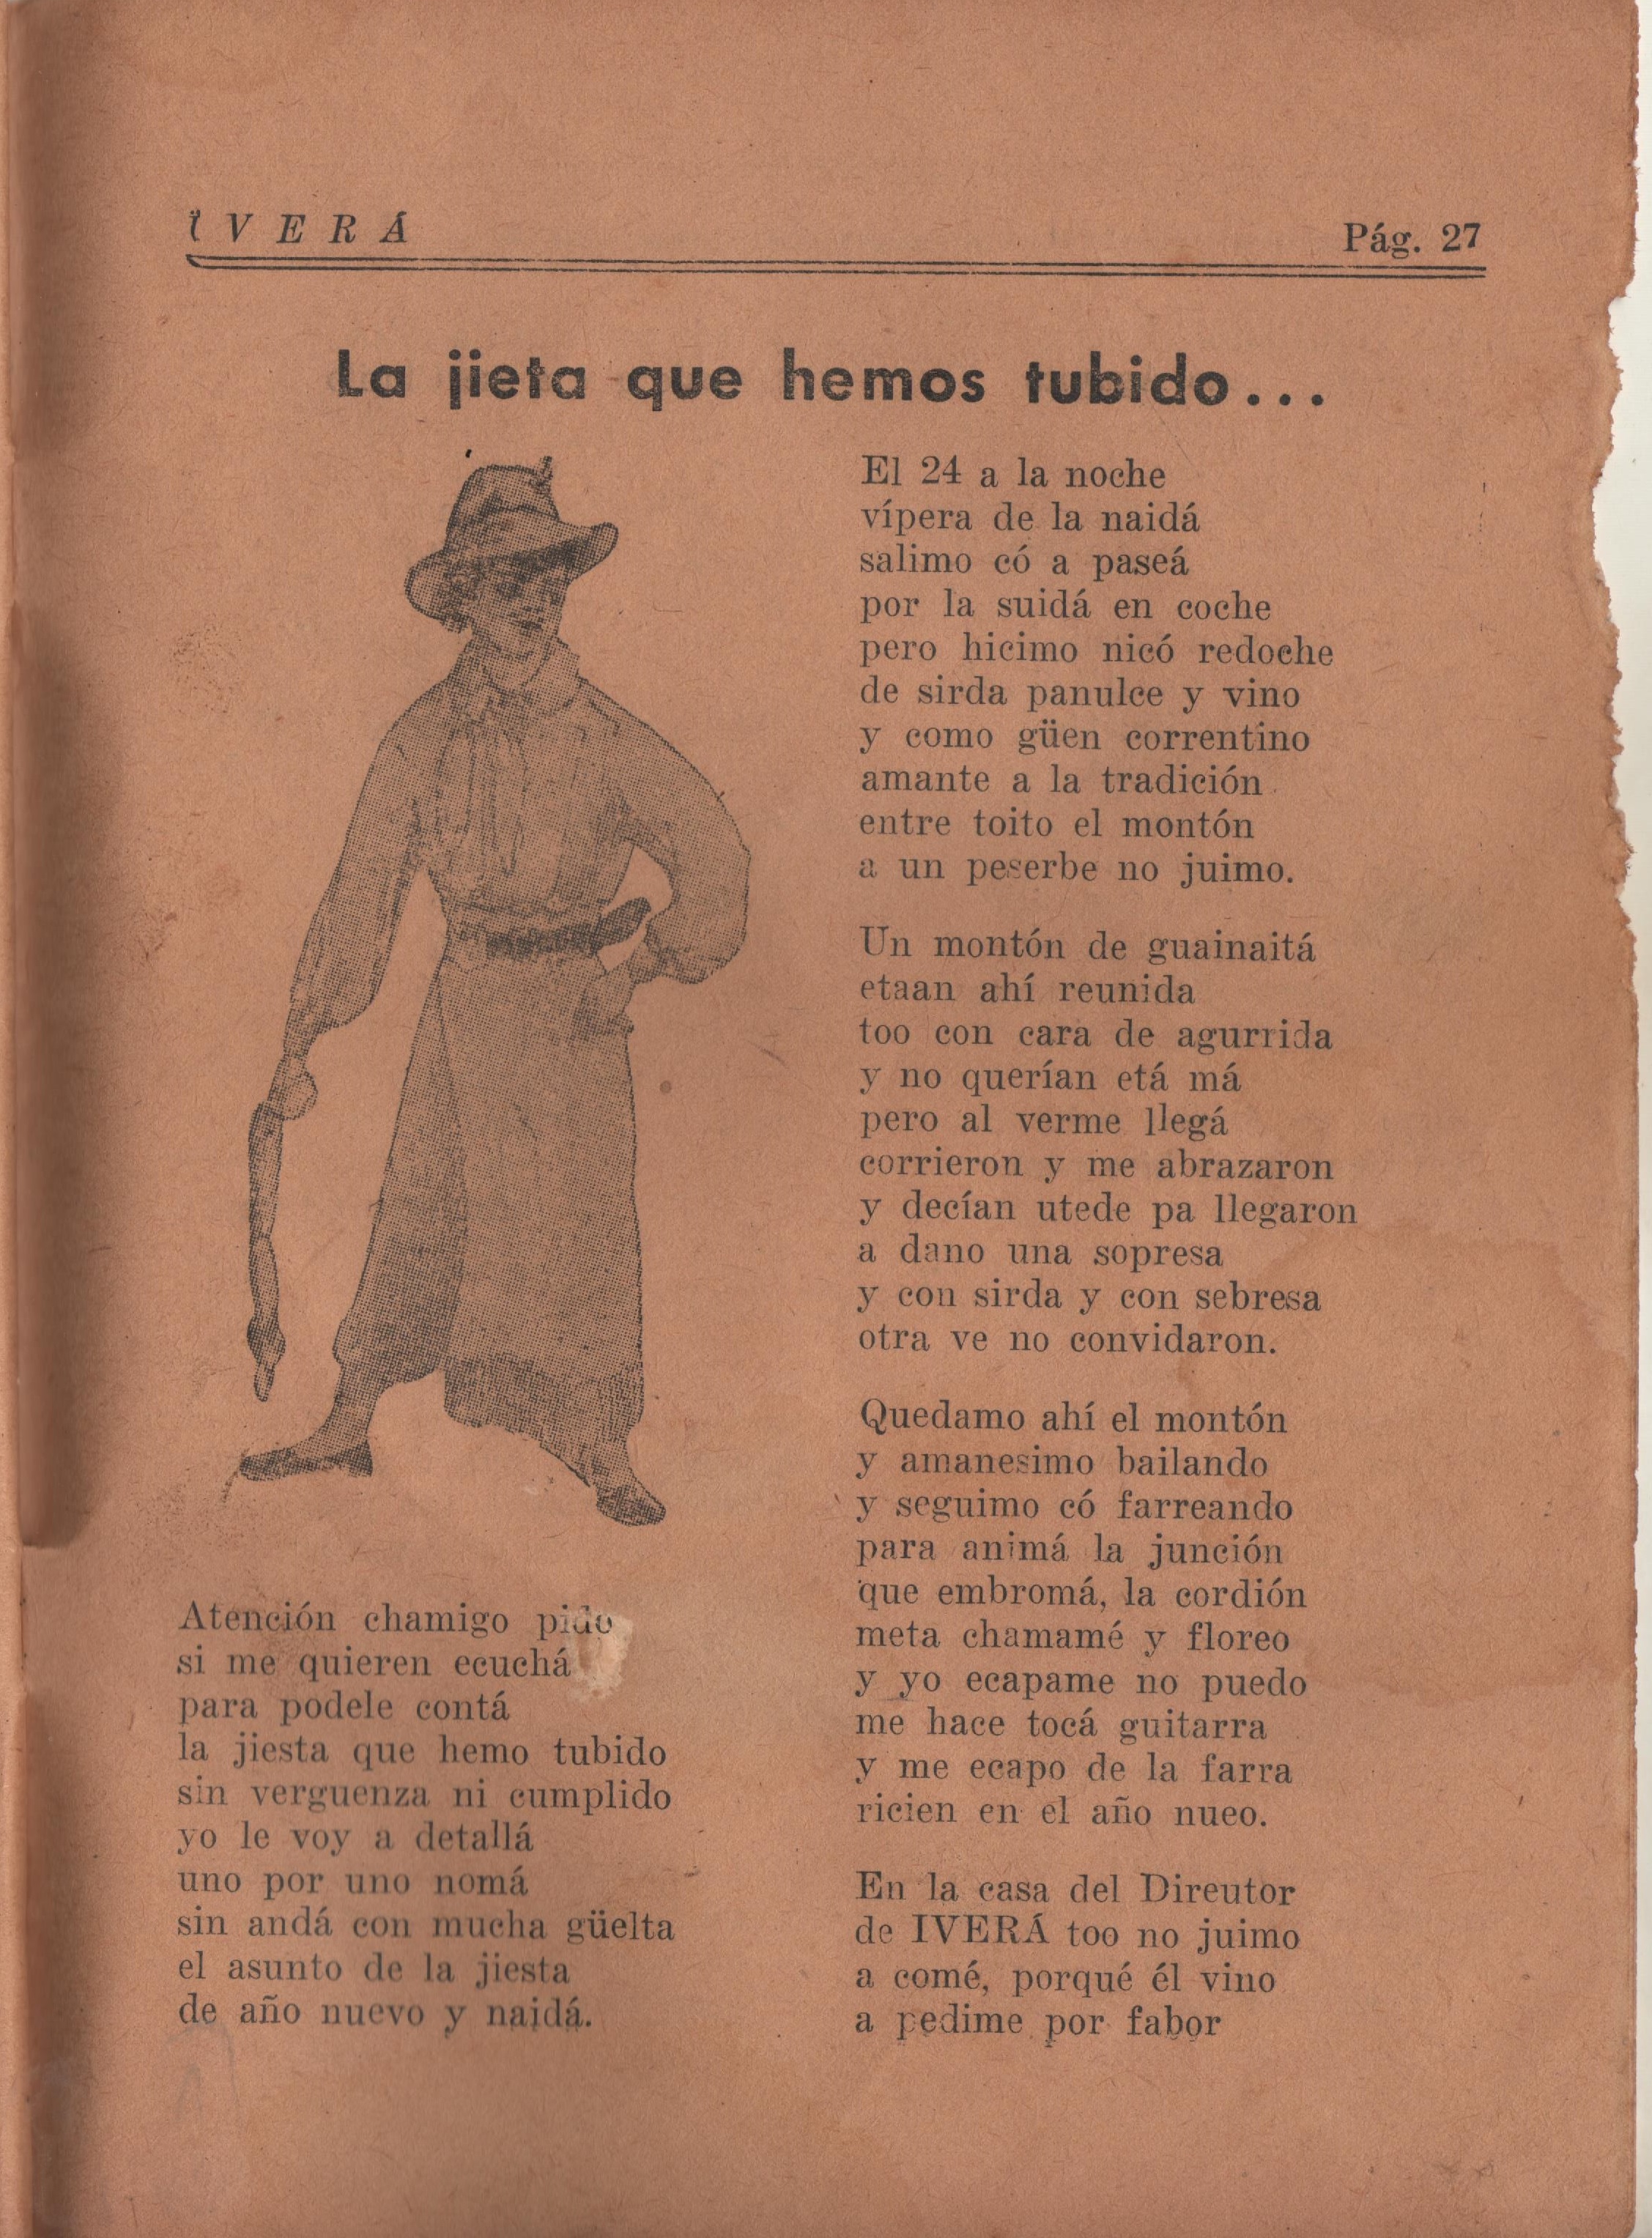 IVERÁ
Pág. 27
La jieta que hemos tubido...
Atención chamigo pido
si me quieren ecuchá
para podele contá
la jiesta que hemo tubido
sin verguenza ni cumplido
yo le voy a detallá
uno por uno nomá
sin andá con mucha güelta
el asunto de la jiesta
de año nuevo y naidá.
El 24 a la noche
vípera de la naidá
salimo có a paseá
por la suidá en coche
pero hicimo nicó redoche
de sirda panulce y vino
y como güen correntino
amante a la tradición
entre toito el montón
a un peserbe no juimo.
Un montón de guainaitá
etaan ahí reunida
too con cara de agurrida
y no querían etá má
pero al verme llegá
corrieron y me abrazaron
y decían utede pa llegaron
a dano una sopresa
y con sirda y con sebresa
otra ve no convidaron.
Quedamo ahí el montón
y amanesimo bailando
y seguimo có farreando
para animá la junción
que embromá, la cordión
meta chamamé y floreo
y yo ecapame no puedo
me hace tocá guitarra
y me ecapo de la farra
ricien en el año nueo.
En la casa del Direutor
de IVERÁ too no juimo
a comé, porqué él vino
a pedime por fabor